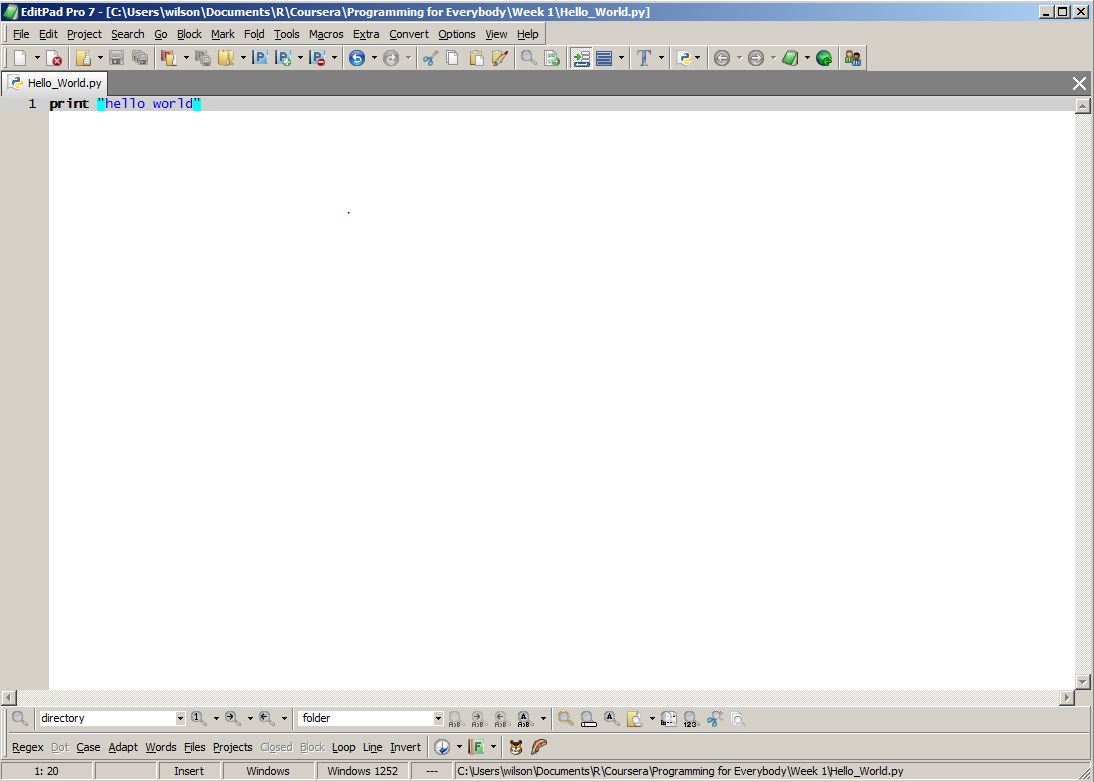 EditPad Pro 7 - [C:\Users\wilson\Documents\R\Coursera\Programming for Everybody\Week 1\Hello_World.py]
File Edit Project Search Go Block Mark Fold Tools Macros Extra Convert Options View Help
Hello_World.py
1 print "hello world"
directory folder
Regex Dot Case Adapt Words Files Projects Closed Block Loop Line Invert
1: 20 Insert Windows Windows 1252 --- C:\Users\wilson\Documents\R\Coursera\Programming for Everybody\Week 1\Hello_World.py